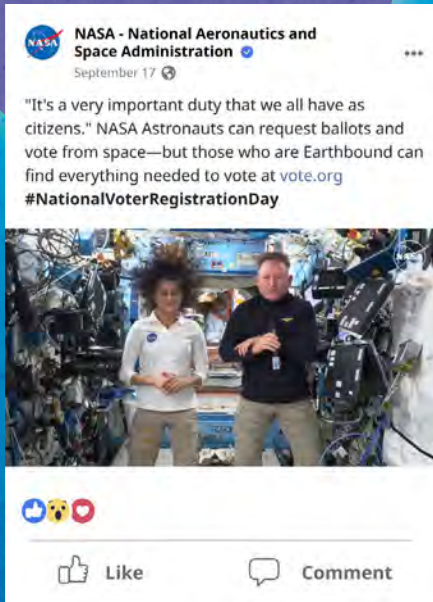 NASA
NASA - National Aeronautics and
Space Administration
September 17
"It's a very important duty that we all have as
citizens." NASA Astronauts can request ballots and
vote from space—but those who are Earthbound can
find everything needed to vote at vote.org
#NationalVoterRegistrationDay
NASA
Like
Comment